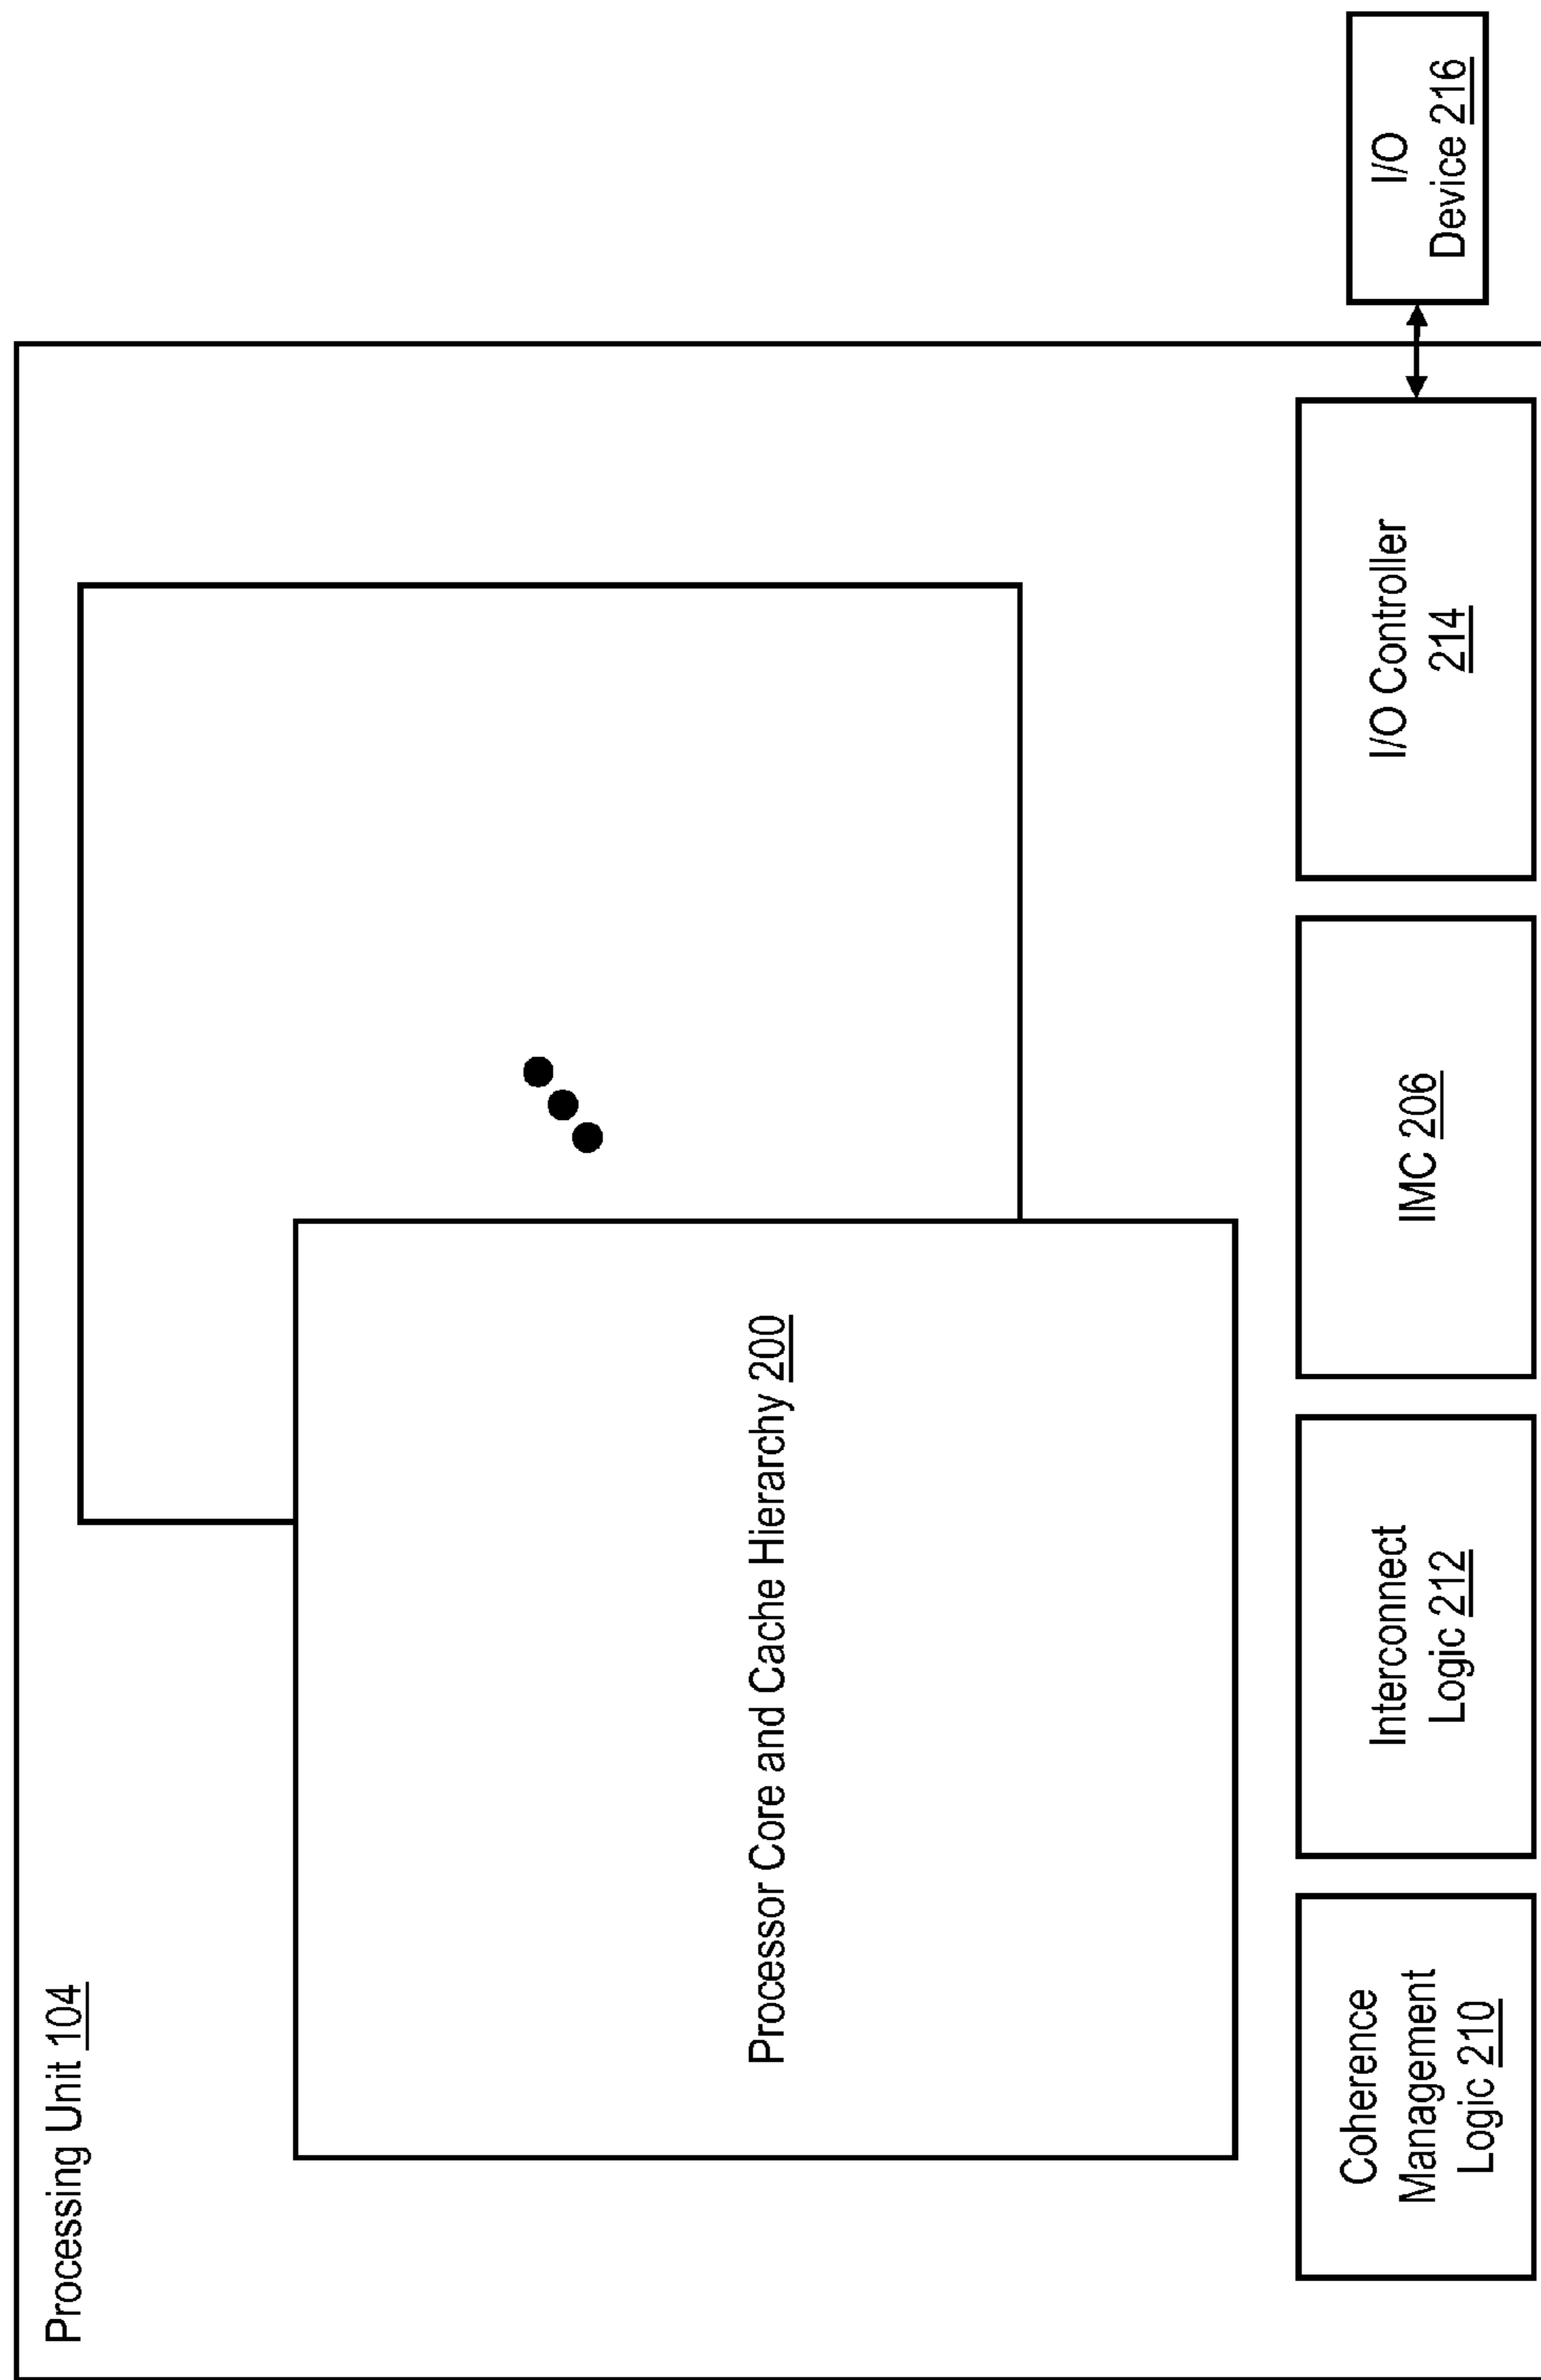 Processing Unit 104
Processor Core and Cache Hierarchy 200
Coherence
Management
Logic 210
Interconnect
Logic 212
IMC 206
I/O Controller
214
I/O
Device 216